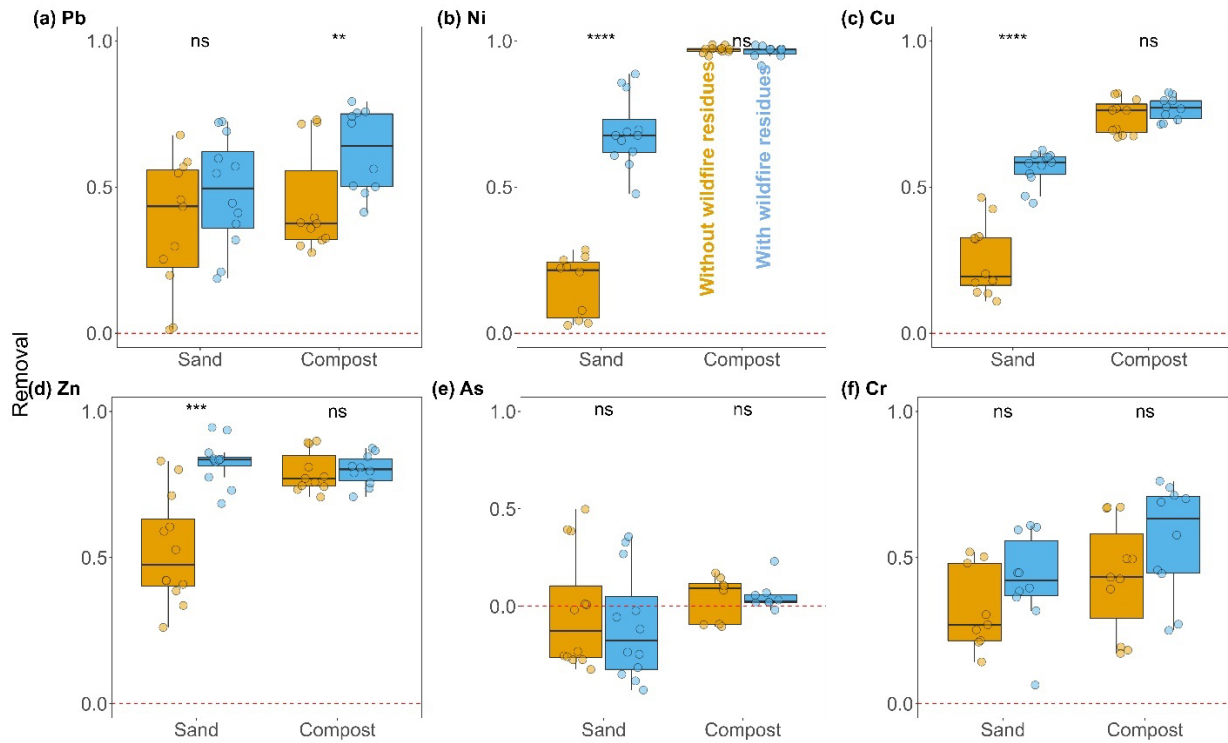 (a) Pb
ns
**
1.0
0.5
0.0
Sand
Compost
(b) Ni
****
ns
1.0
0.5
0.0
Without wildfire residues
With wildfire residues
Sand
Compost
(c) Cu
****
ns
1.0
0.5
0.0
Sand
Compost
Removal
(d) Zn
***
ns
1.0
0.5
0.0
Sand
Compost
(e) As
ns
ns
1.0
0.5
0.0
Sand
Compost
(f) Cr
ns
ns
1.0
0.5
0.0
Sand
Compost